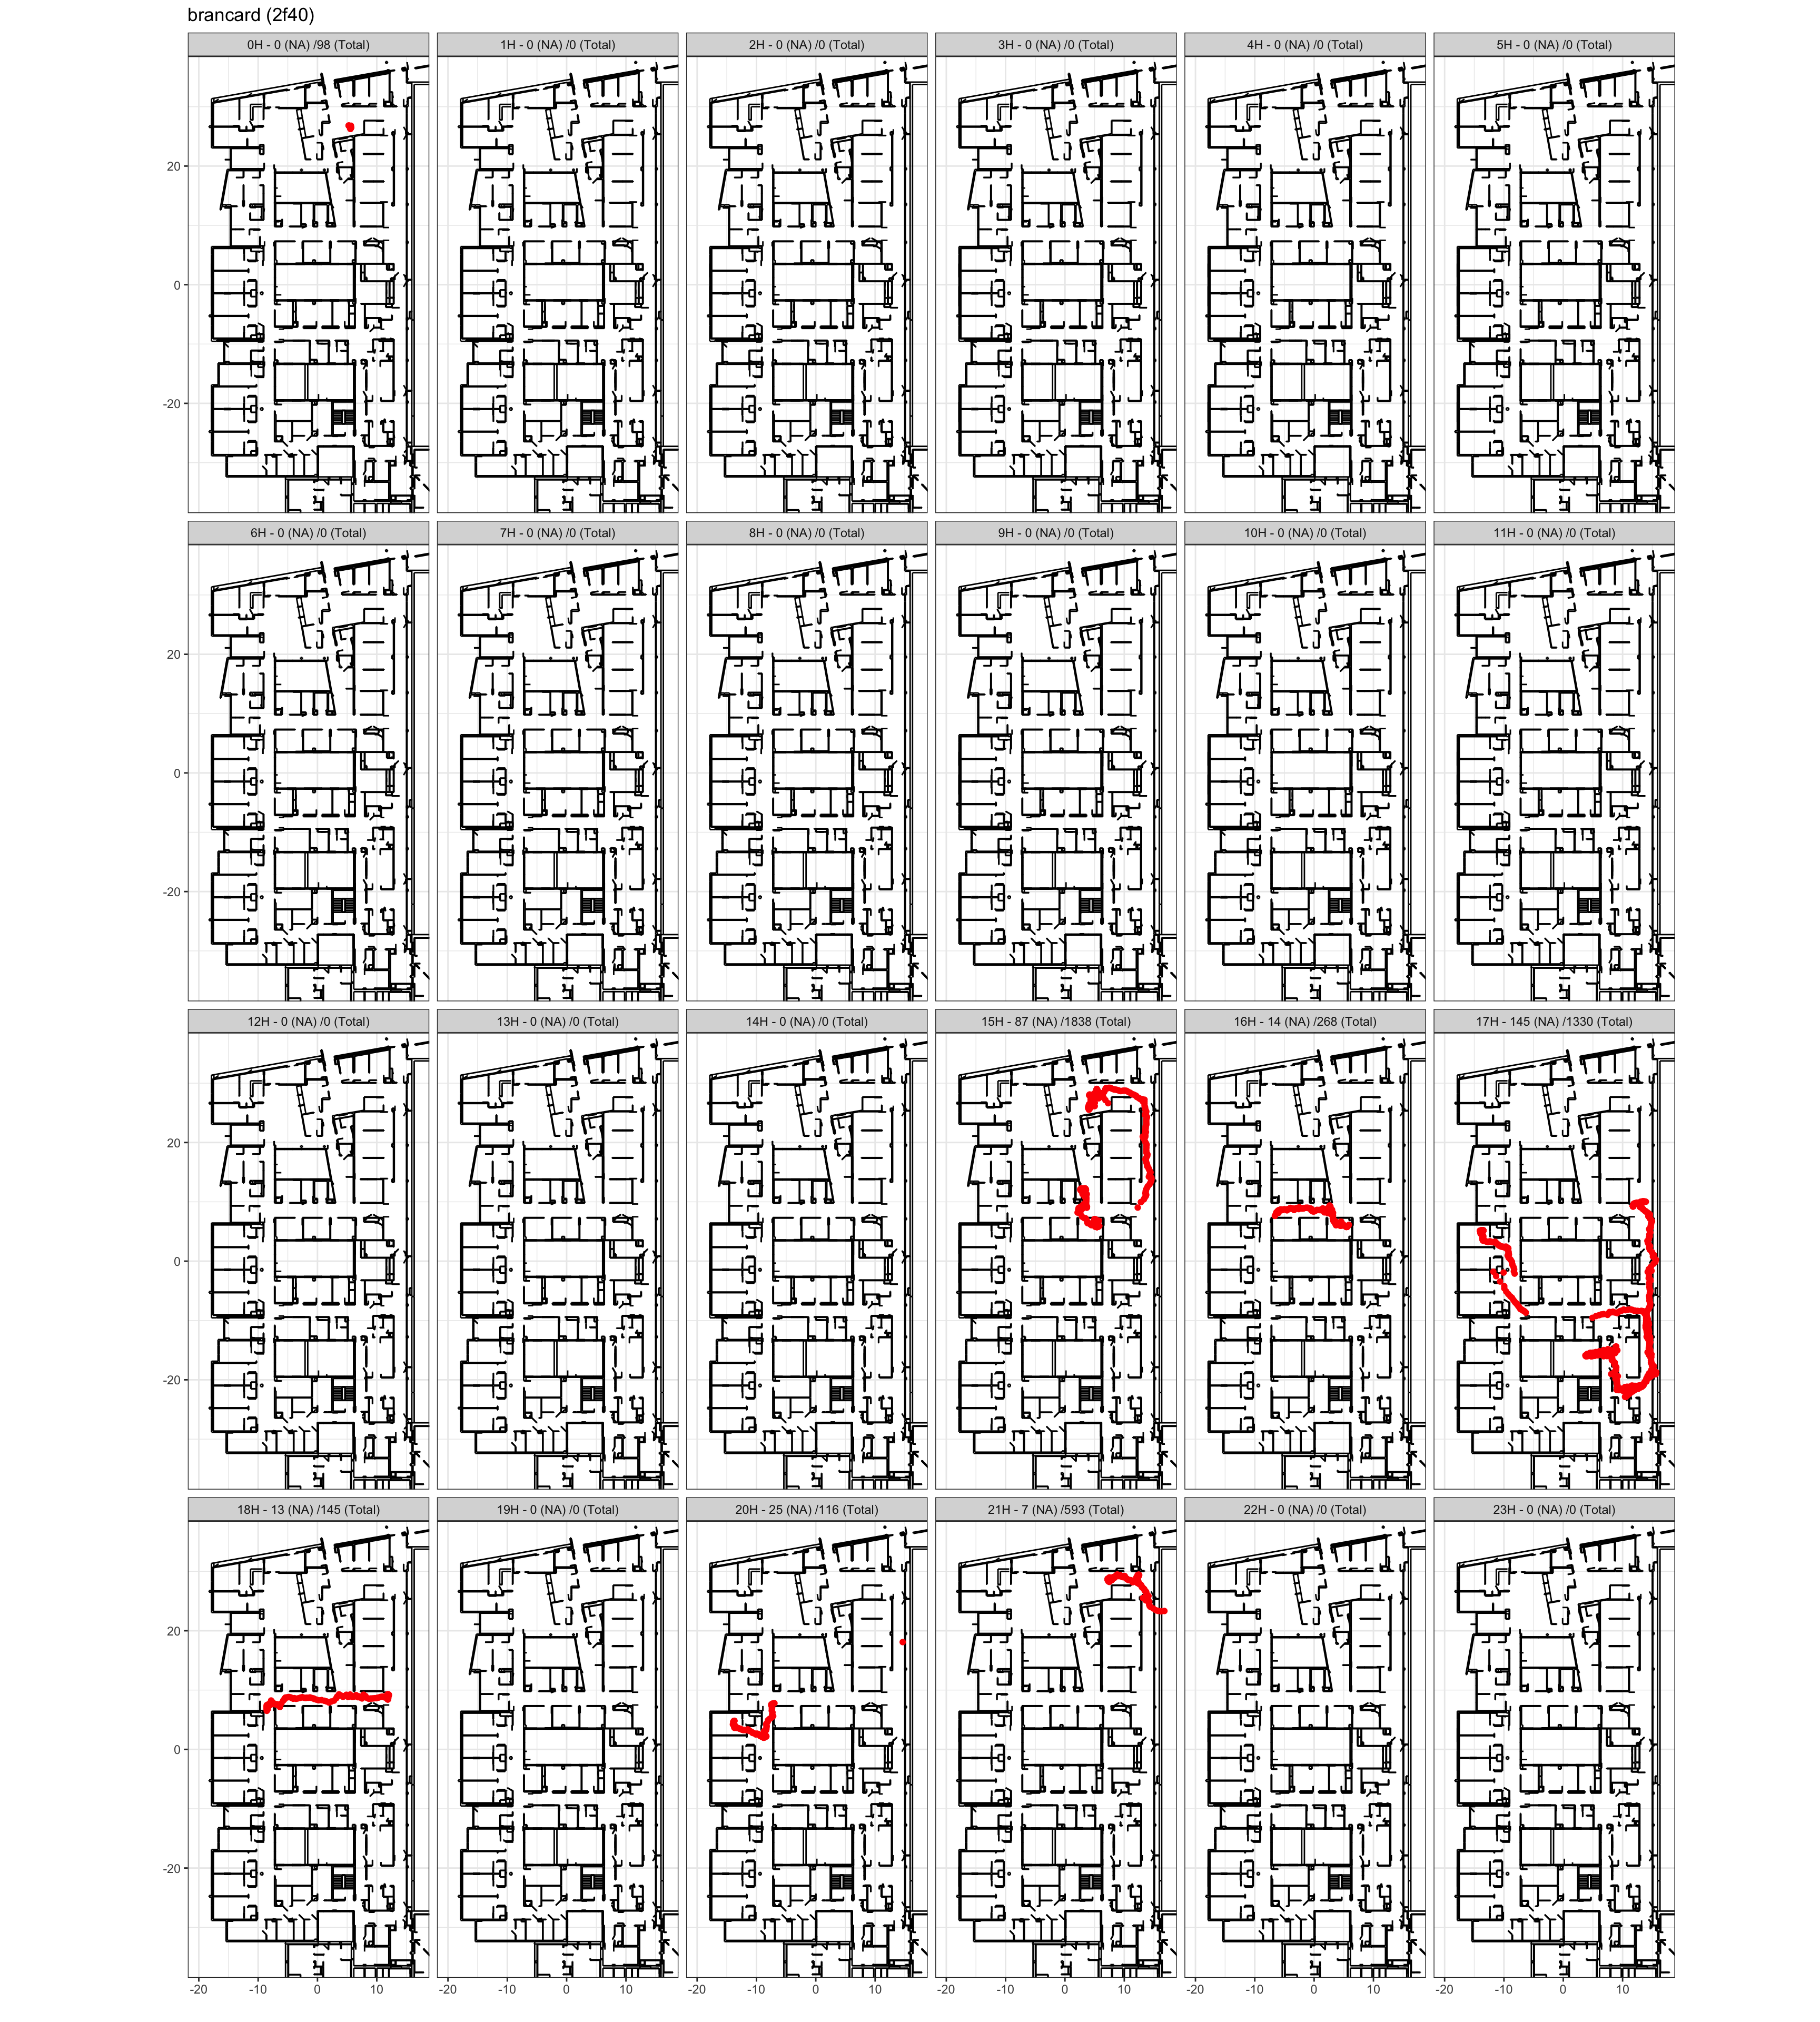 brancard (2f40)
0H - 0 (NA) /98 (Total)
1H - 0 (NA) /0 (Total)
2H - 0 (NA) /0 (Total)
3H - 0 (NA) /0 (Total)
4H - 0 (NA) /0 (Total)
5H - 0 (NA) /0 (Total)
20
0
-20
6H - 0 (NA) /0 (Total)
7H - 0 (NA) /0 (Total)
8H - 0 (NA) /0 (Total)
9H - 0 (NA) /0 (Total)
10H - 0 (NA) /0 (Total)
11H - 0 (NA) /0 (Total)
20
0
-20
12H - 0 (NA) /0 (Total)
13H - 0 (NA) /0 (Total)
14H - 0 (NA) /0 (Total)
15H - 87 (NA) /1838 (Total)
16H - 14 (NA) /268 (Total)
17H - 145 (NA) /1330 (Total)
20
0
-20
18H - 13 (NA) /145 (Total)
19H - 0 (NA) /0 (Total)
20H - 25 (NA) /116 (Total)
21H - 7 (NA) /593 (Total)
22H - 0 (NA) /0 (Total)
23H - 0 (NA) /0 (Total)
20
0
-20
-20 -10 0 10
-20 -10 0 10
-20 -10 0 10
-20 -10 0 10
-20 -10 0 10
-20 -10 0 10